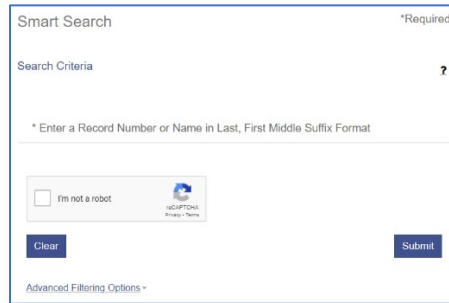 Smart Search
*Required
Search Criteria
?
* Enter a Record Number or Name in Last, First Middle Suffix Format
I'm not a robot
reCAPTCHA
Privacy - Terms
Clear
Submit
Advanced Filtering Options